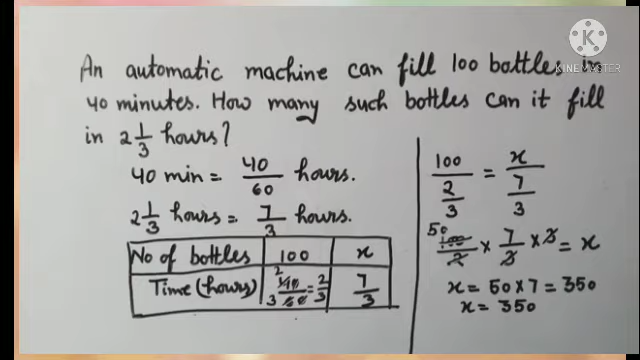 An automatic machine can fill 100 bottles in
40 minutes. How many such bottles can it fill
in 2 1/3 hours?
40 min = 40/60 hours.
2 1/3 hours = 7/3 hours.
No of bottles | 100 | x
Time (hours) | 2 40 / 3 60 = 2/3 | 7/3
100 / (2/3) = x / (7/3)
50 100/2 × 7/3 × 3 = x
x = 50 × 7 = 350
x = 350
K
KINEMASTER